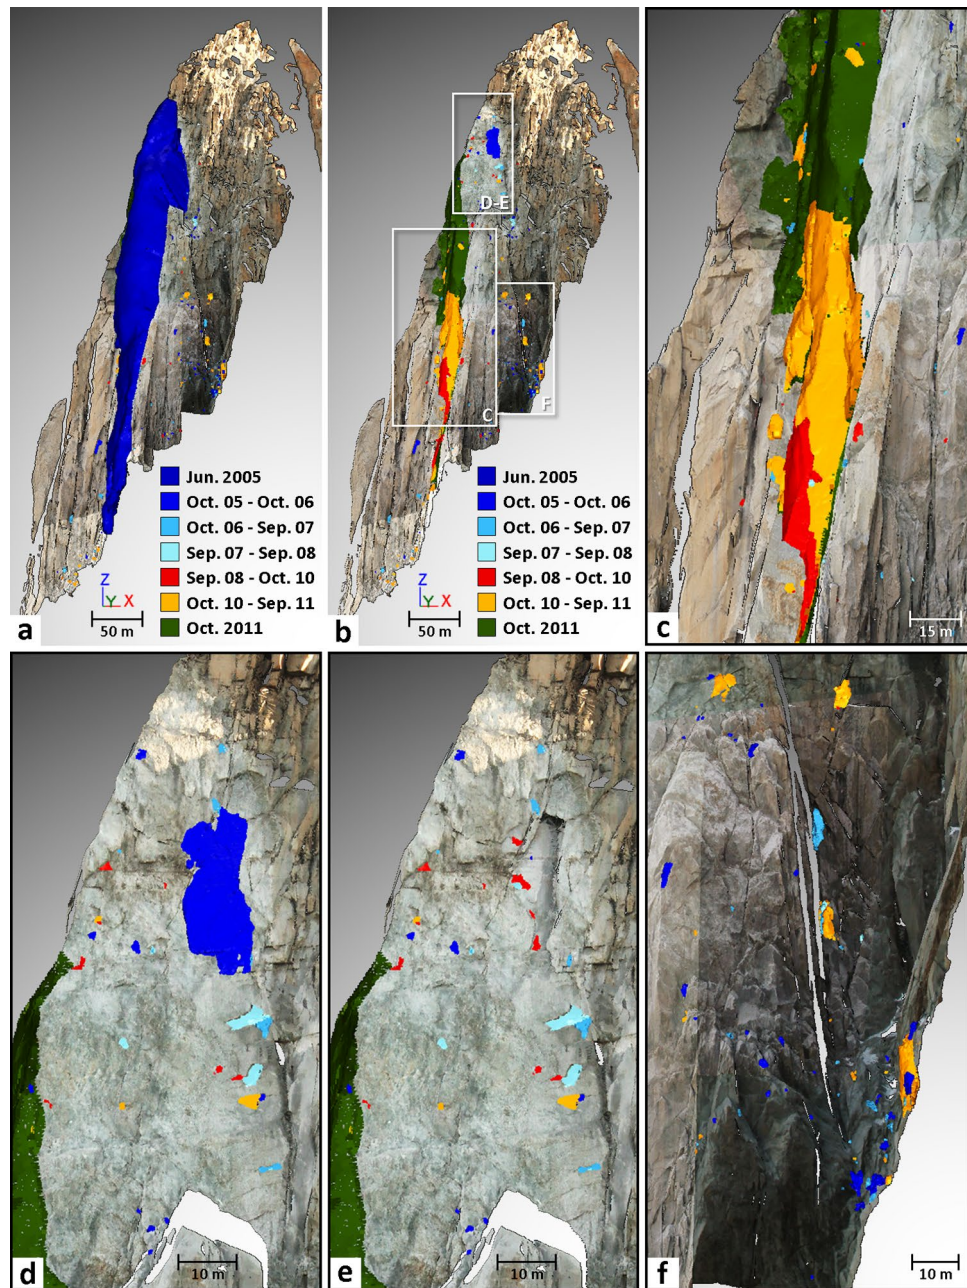 D-E
C
F
Jun. 2005
Oct. 05 - Oct. 06
Oct. 06 - Sep. 07
Sep. 07 - Sep. 08
Sep. 08 - Oct. 10
Oct. 10 - Sep. 11
Oct. 2011
Z
Y X
50 m
a
Jun. 2005
Oct. 05 - Oct. 06
Oct. 06 - Sep. 07
Sep. 07 - Sep. 08
Sep. 08 - Oct. 10
Oct. 10 - Sep. 11
Oct. 2011
Z
Y X
50 m
b
15 m
c
10 m
d
10 m
e
10 m
f